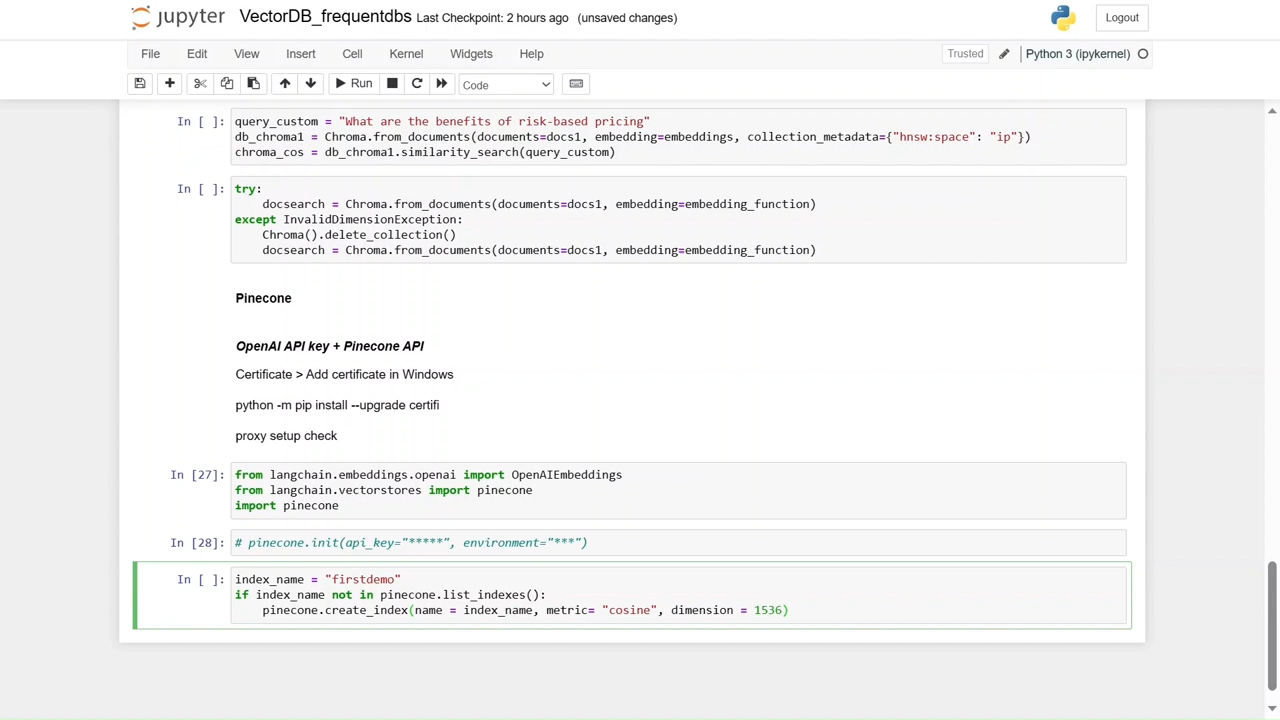 jupyter VectorDB_frequentdbs Last Checkpoint: 2 hours ago (unsaved changes) Logout
File Edit View Insert Cell Kernel Widgets Help Trusted Python 3 (ipykernel)
Run Code
In [ ]: query_custom = "What are the benefits of risk-based pricing"
db_chroma1 = Chroma.from_documents(documents=docs1, embedding=embeddings, collection_metadata={"hnsw:space": "ip"})
chroma_cos = db_chroma1.similarity_search(query_custom)
In [ ]: try:
docsearch = Chroma.from_documents(documents=docs1, embedding=embedding_function)
except InvalidDimensionException:
Chroma().delete_collection()
docsearch = Chroma.from_documents(documents=docs1, embedding=embedding_function)
Pinecone
OpenAI API key + Pinecone API
Certificate > Add certificate in Windows
python -m pip install --upgrade certifi
proxy setup check
In [27]: from langchain.embeddings.openai import OpenAIEmbeddings
from langchain.vectorstores import pinecone
import pinecone
In [28]: # pinecone.init(api_key="*****", environment="***")
In [ ]: index_name = "firstdemo"
if index_name not in pinecone.list_indexes():
pinecone.create_index(name = index_name, metric= "cosine", dimension = 1536)